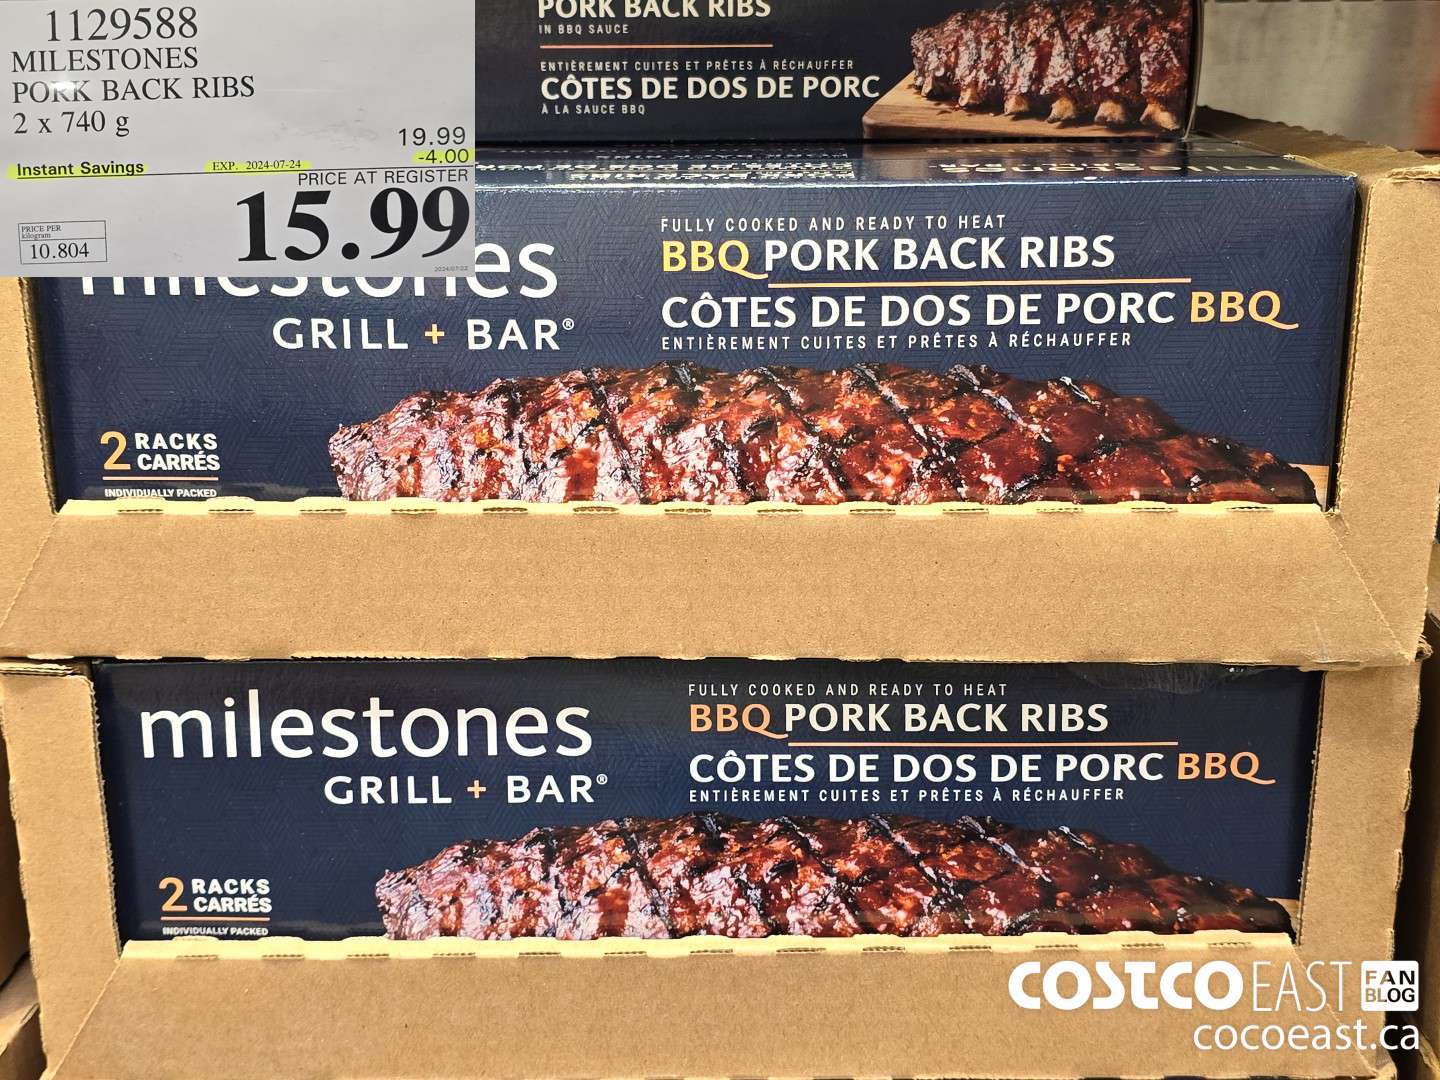 1129588
MILESTONES
PORK BACK RIBS
2 x 740 g
19.99
Instant Savings
EXP. 2024-07-24
-4.00
PRICE AT REGISTER
15.99
PRICE PER
kilogram
10.804
2024/07/22
PORK BACK RIBS
IN BBQ SAUCE
ENTIÈREMENT CUITES ET PRÊTES À RÉCHAUFFER
CÔTES DE DOS DE PORC
À LA SAUCE BBQ
milestones
GRILL + BAR®
FULLY COOKED AND READY TO HEAT
BBQ PORK BACK RIBS
CÔTES DE DOS DE PORC BBQ
ENTIÈREMENT CUITES ET PRÊTES À RÉCHAUFFER
2 RACKS
CARRÉS
INDIVIDUALLY PACKED
milestones
GRILL + BAR®
FULLY COOKED AND READY TO HEAT
BBQ PORK BACK RIBS
CÔTES DE DOS DE PORC BBQ
ENTIÈREMENT CUITES ET PRÊTES À RÉCHAUFFER
2 RACKS
CARRÉS
INDIVIDUALLY PACKED
COSTCO EAST FAN
BLOG
cocoeast.ca